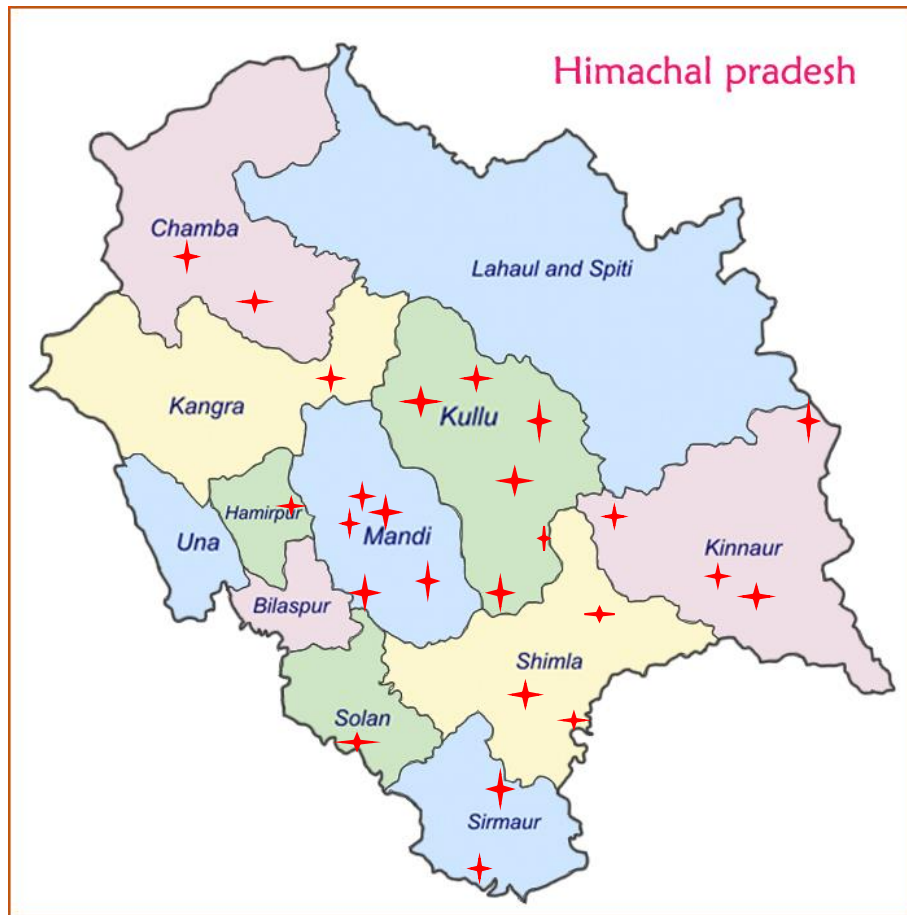 Himachal pradesh
Chamba
Lahaul and Spiti
Kangra
Kullu
Hamirpur
Mandi
Una
Kinnaur
Bilaspur
Shimla
Solan
Sirmaur